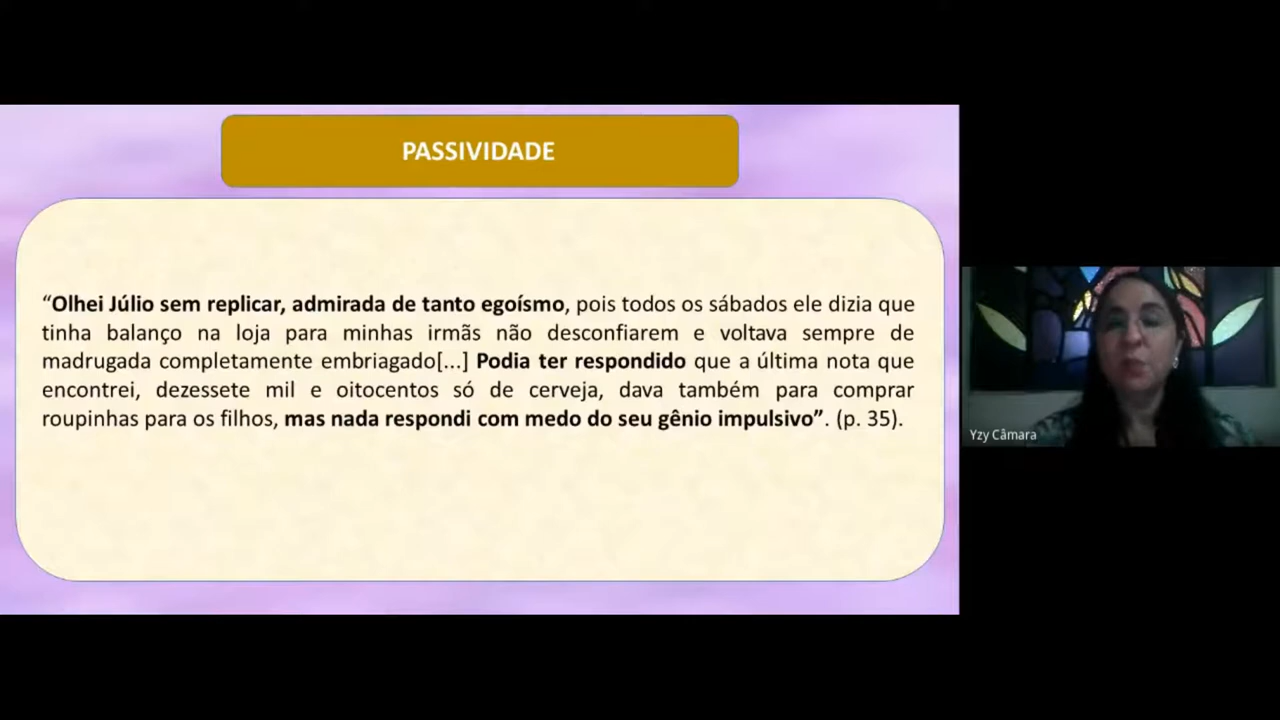 PASSIVIDADE
“Olhei Júlio sem replicar, admirada de tanto egoísmo, pois todos os sábados ele dizia que
tinha balanço na loja para minhas irmãs não desconfiarem e voltava sempre de
madrugada completamente embriagado[...] Podia ter respondido que a última nota que
encontrei, dezessete mil e oitocentos só de cerveja, dava também para comprar
roupinhas para os filhos, mas nada respondi com medo do seu gênio impulsivo”. (p. 35).
Yzy Câmara